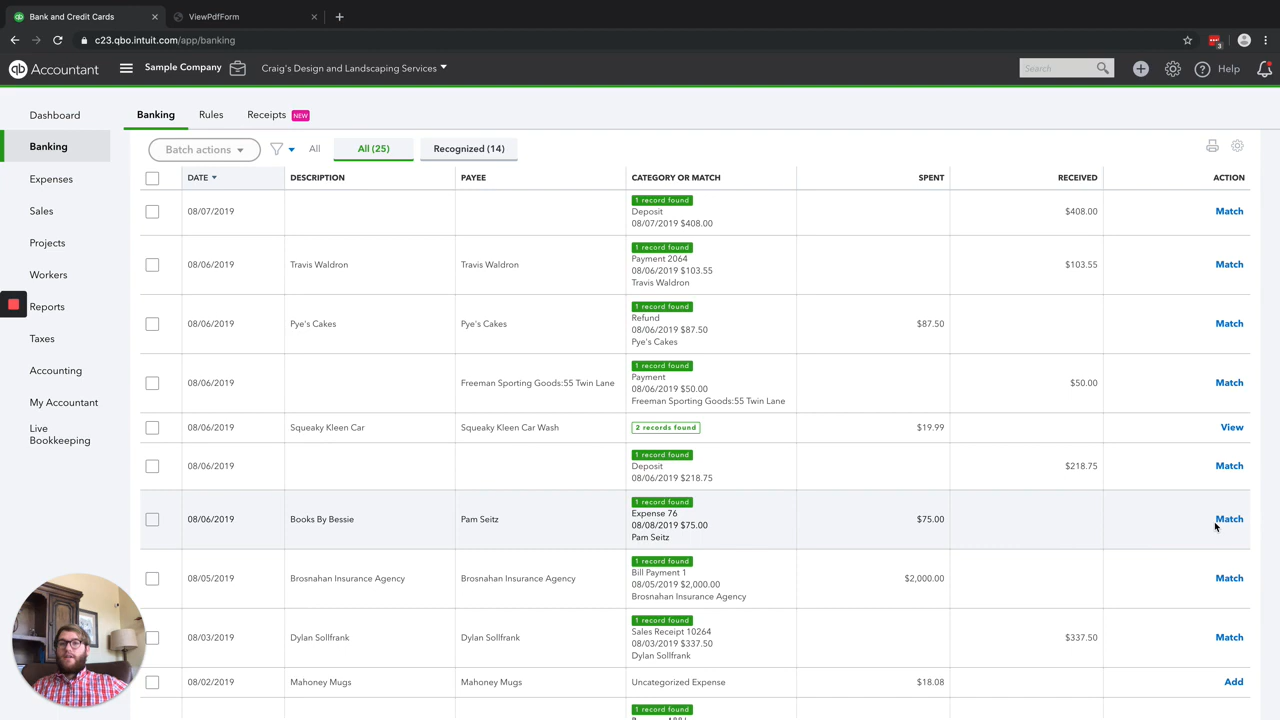 Bank and Credit Cards
ViewPdfForm
c23.qbo.intuit.com/app/banking
3
qb Accountant Sample Company Craig's Design and Landscaping Services Search Help
Dashboard
Banking
Expenses
Sales
Projects
Workers
Reports
Taxes
Accounting
My Accountant
Live
Bookkeeping
Banking Rules Receipts NEW
Batch actions All All (25) Recognized (14)
DATE DESCRIPTION PAYEE CATEGORY OR MATCH SPENT RECEIVED ACTION
1 record found
08/07/2019 Deposit $408.00 Match
08/07/2019 $408.00
1 record found
Payment 2064
08/06/2019 Travis Waldron Travis Waldron 08/06/2019 $103.55 $103.55 Match
Travis Waldron
1 record found
Refund
08/06/2019 Pye's Cakes Pye's Cakes 08/06/2019 $87.50 $87.50 Match
Pye's Cakes
1 record found
Payment
08/06/2019 Freeman Sporting Goods:55 Twin Lane 08/06/2019 $50.00 $50.00 Match
Freeman Sporting Goods:55 Twin Lane
08/06/2019 Squeaky Kleen Car Squeaky Kleen Car Wash 2 records found $19.99 View
1 record found
08/06/2019 Deposit $218.75 Match
08/06/2019 $218.75
1 record found
Expense 76
08/06/2019 Books By Bessie Pam Seitz 08/08/2019 $75.00 $75.00 Match
Pam Seitz
1 record found
Bill Payment 1
08/05/2019 Brosnahan Insurance Agency Brosnahan Insurance Agency 08/05/2019 $2,000.00 $2,000.00 Match
Brosnahan Insurance Agency
1 record found
Sales Receipt 10264
08/03/2019 Dylan Sollfrank Dylan Sollfrank 08/03/2019 $337.50 $337.50 Match
Dylan Sollfrank
08/02/2019 Mahoney Mugs Mahoney Mugs Uncategorized Expense $18.08 Add
1 record found